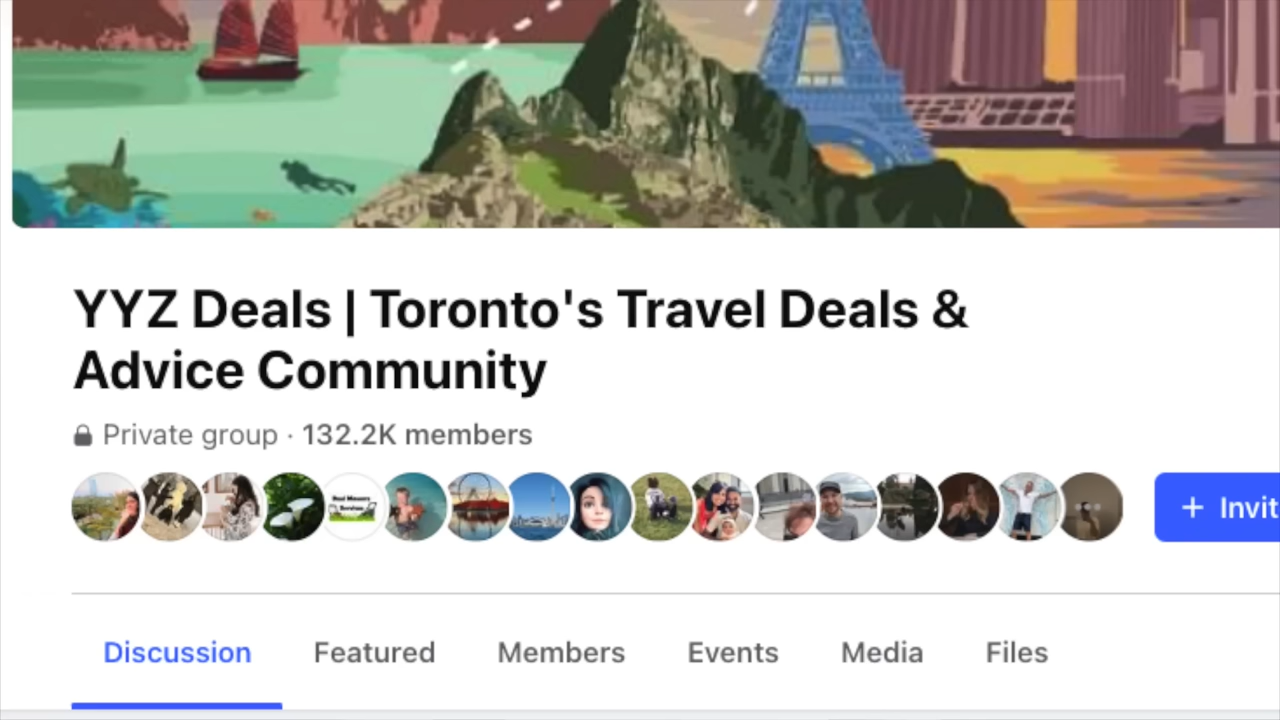 YYZ Deals | Toronto's Travel Deals &
Advice Community
Private group · 132.2K members
+ Invit
Discussion Featured Members Events Media Files